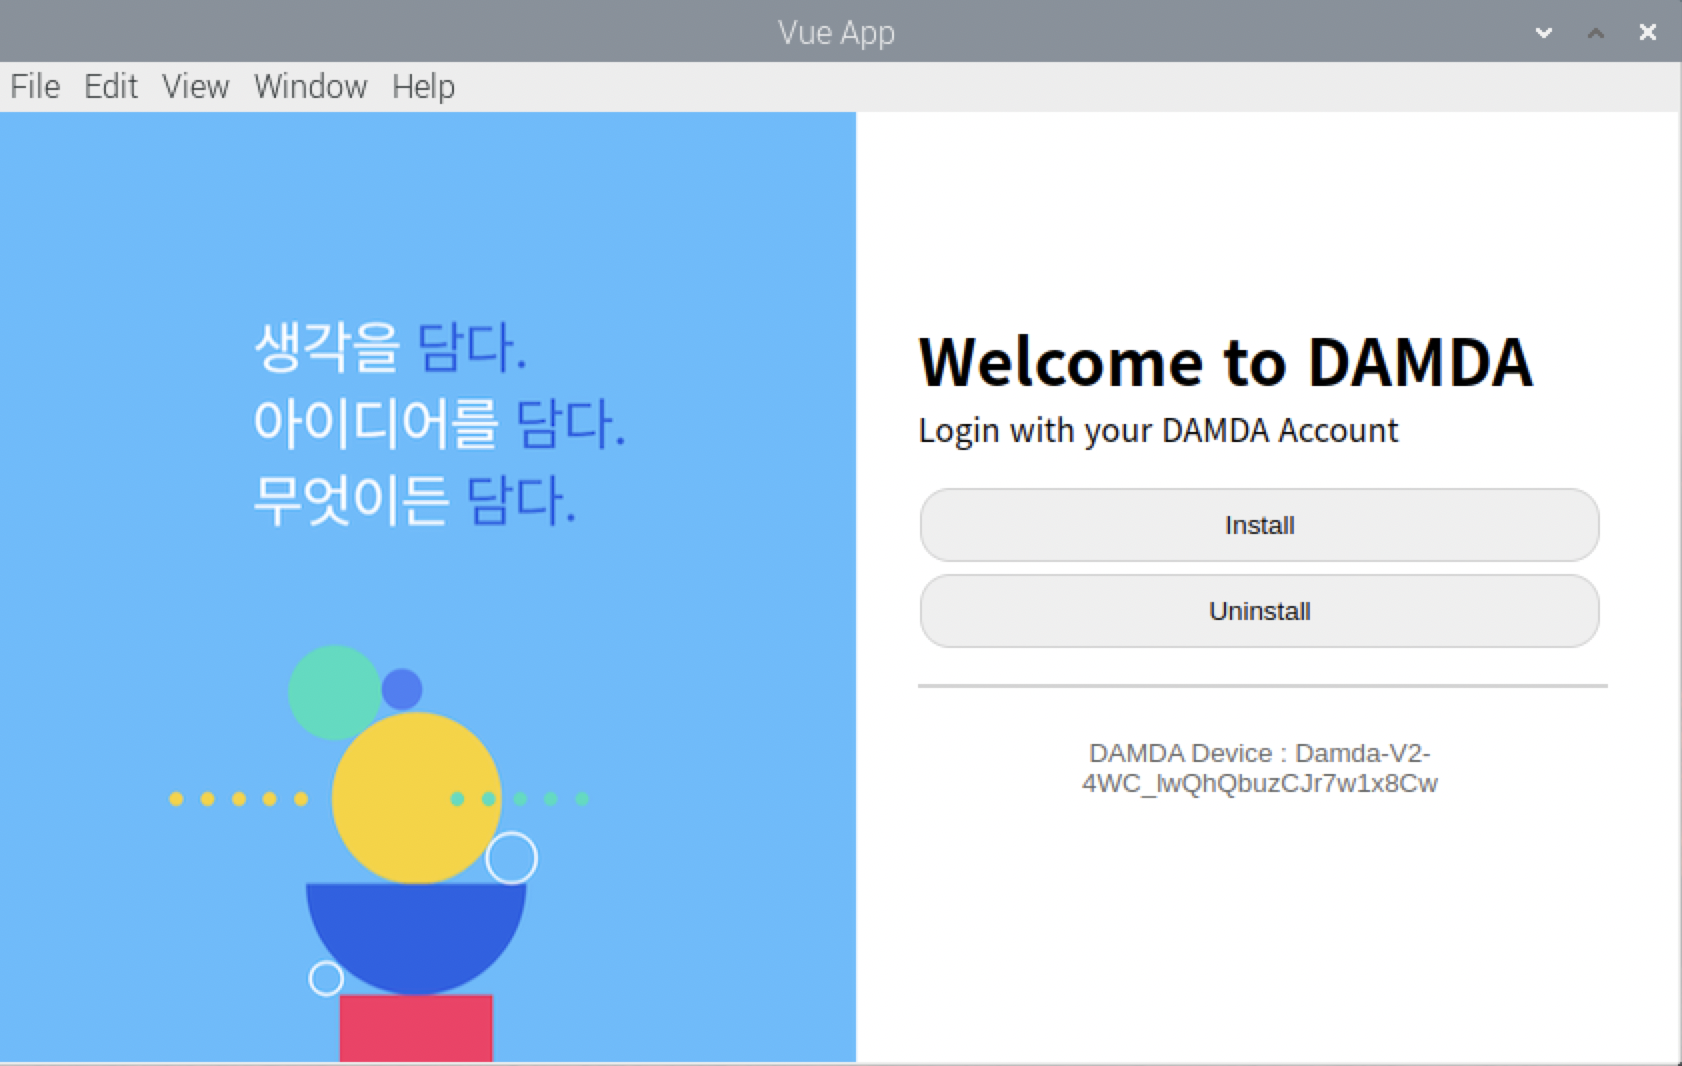 Vue App
File Edit View Window Help
생각을 담다.
아이디어를 담다.
무엇이든 담다.
Welcome to DAMDA
Login with your DAMDA Account
Install
Uninstall
DAMDA Device : Damda-V2-
4WC_lwQhQbuzCJr7w1x8Cw